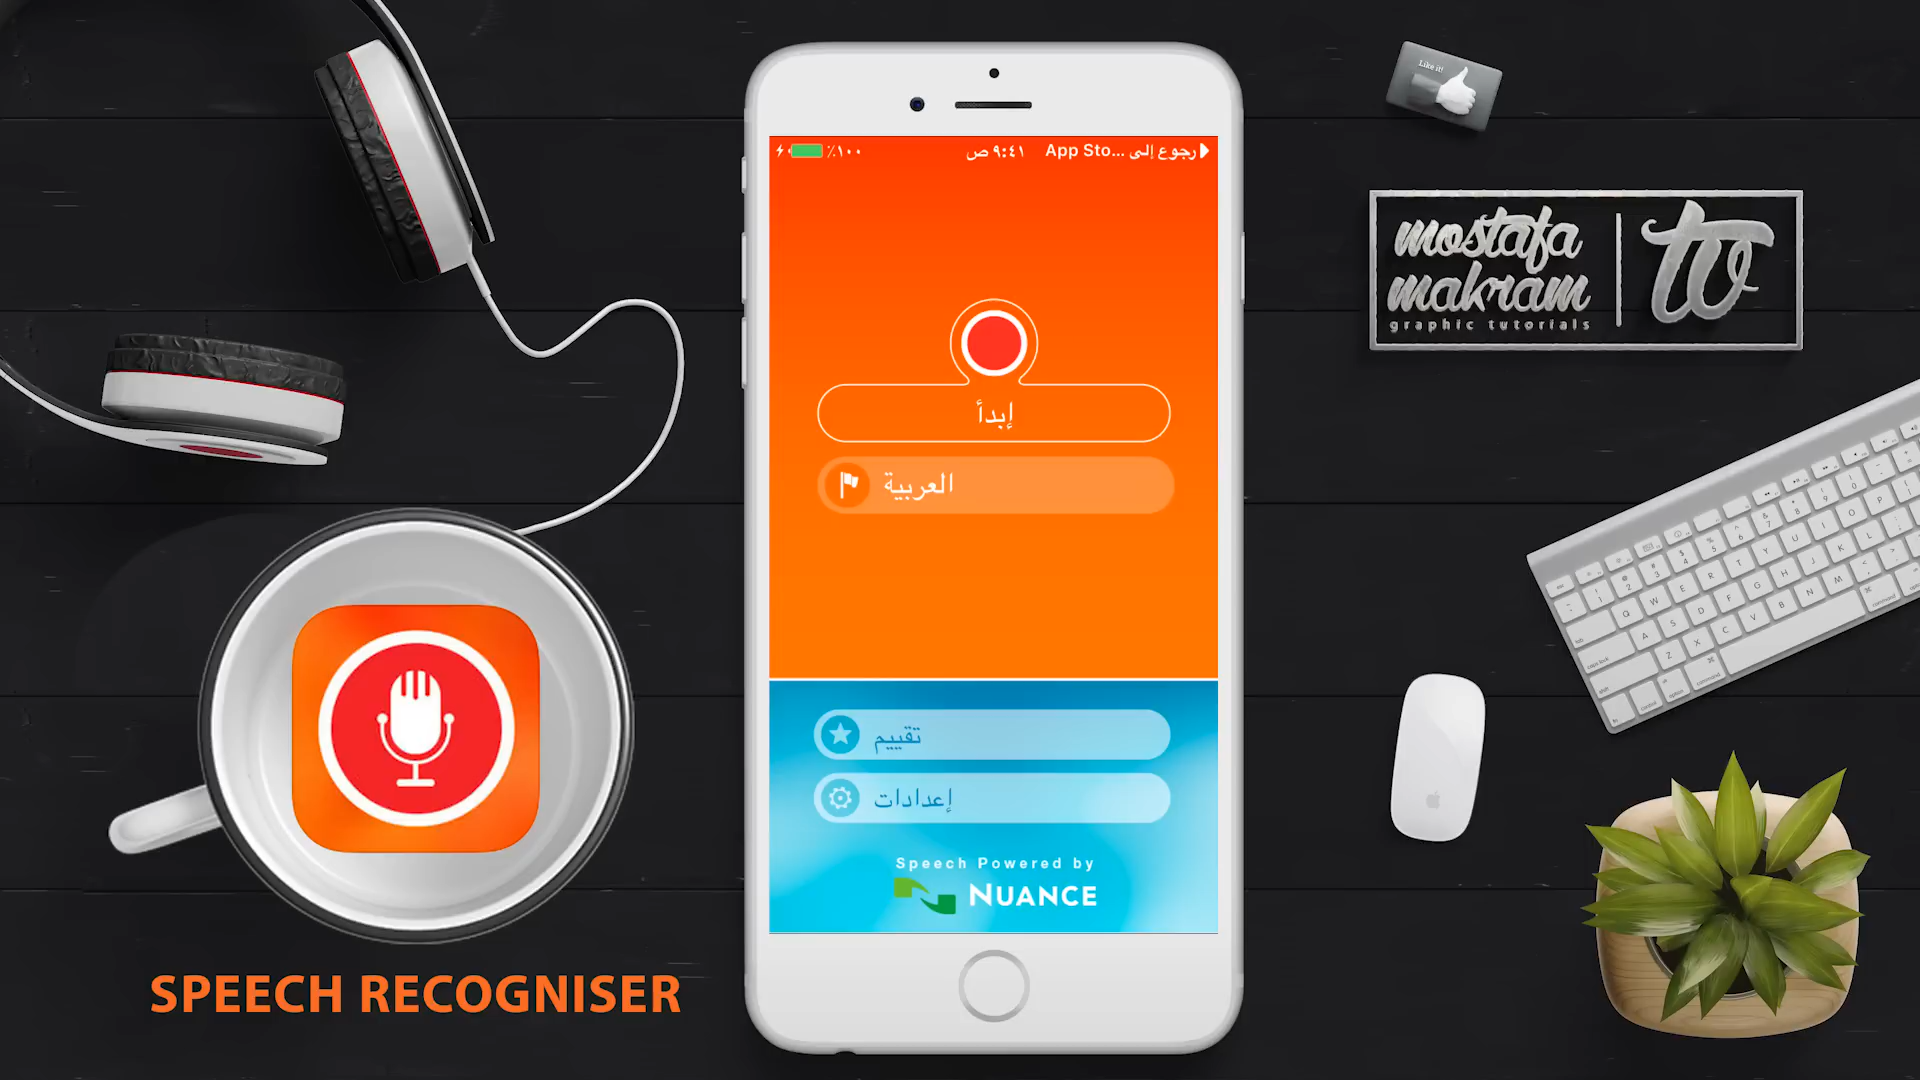 Like it!
mostafa
makram
graphic tutorials
tv
٪١٠٠
٩:٤١ ص
رجوع إلى App Sto...
إبدأ
العربية
تقييم
إعدادات
Speech Powered by
NUANCE
SPEECH RECOGNISER